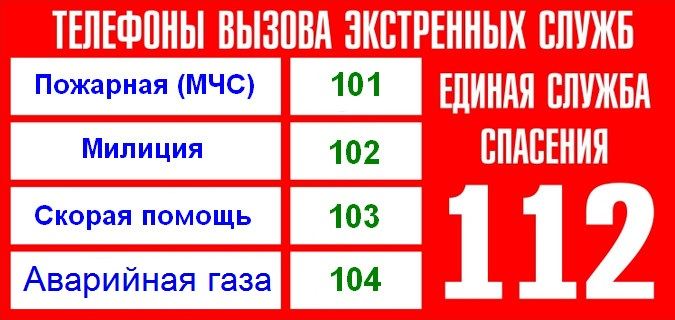 ТЕЛЕФОНЫ ВЫЗОВА ЭКСТРЕННЫХ СЛУЖБ
Пожарная (МЧС) 101
Милиция 102
Скорая помощь 103
Аварийная газа 104
ЕДИНАЯ СЛУЖБА
СПАСЕНИЯ
112